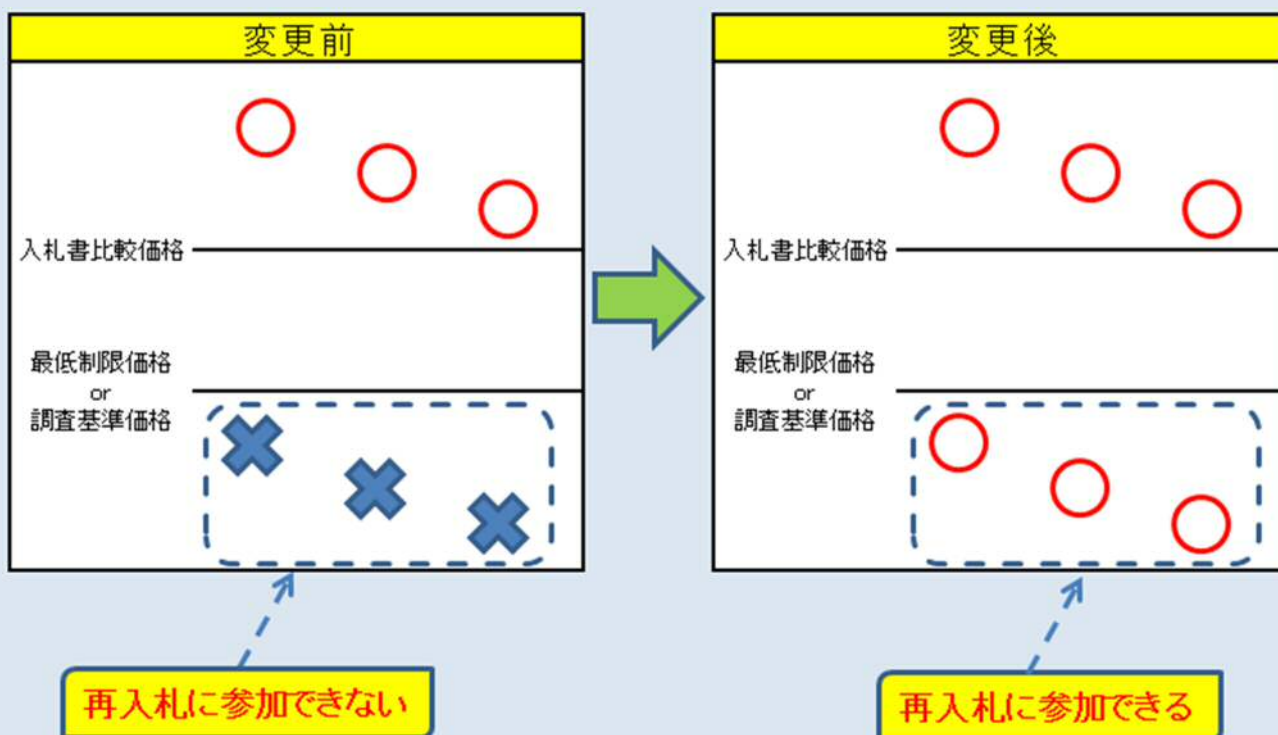 変更前
入札書比較価格
最低制限価格
or
調査基準価格
再入札に参加できない
変更後
入札書比較価格
最低制限価格
or
調査基準価格
再入札に参加できる